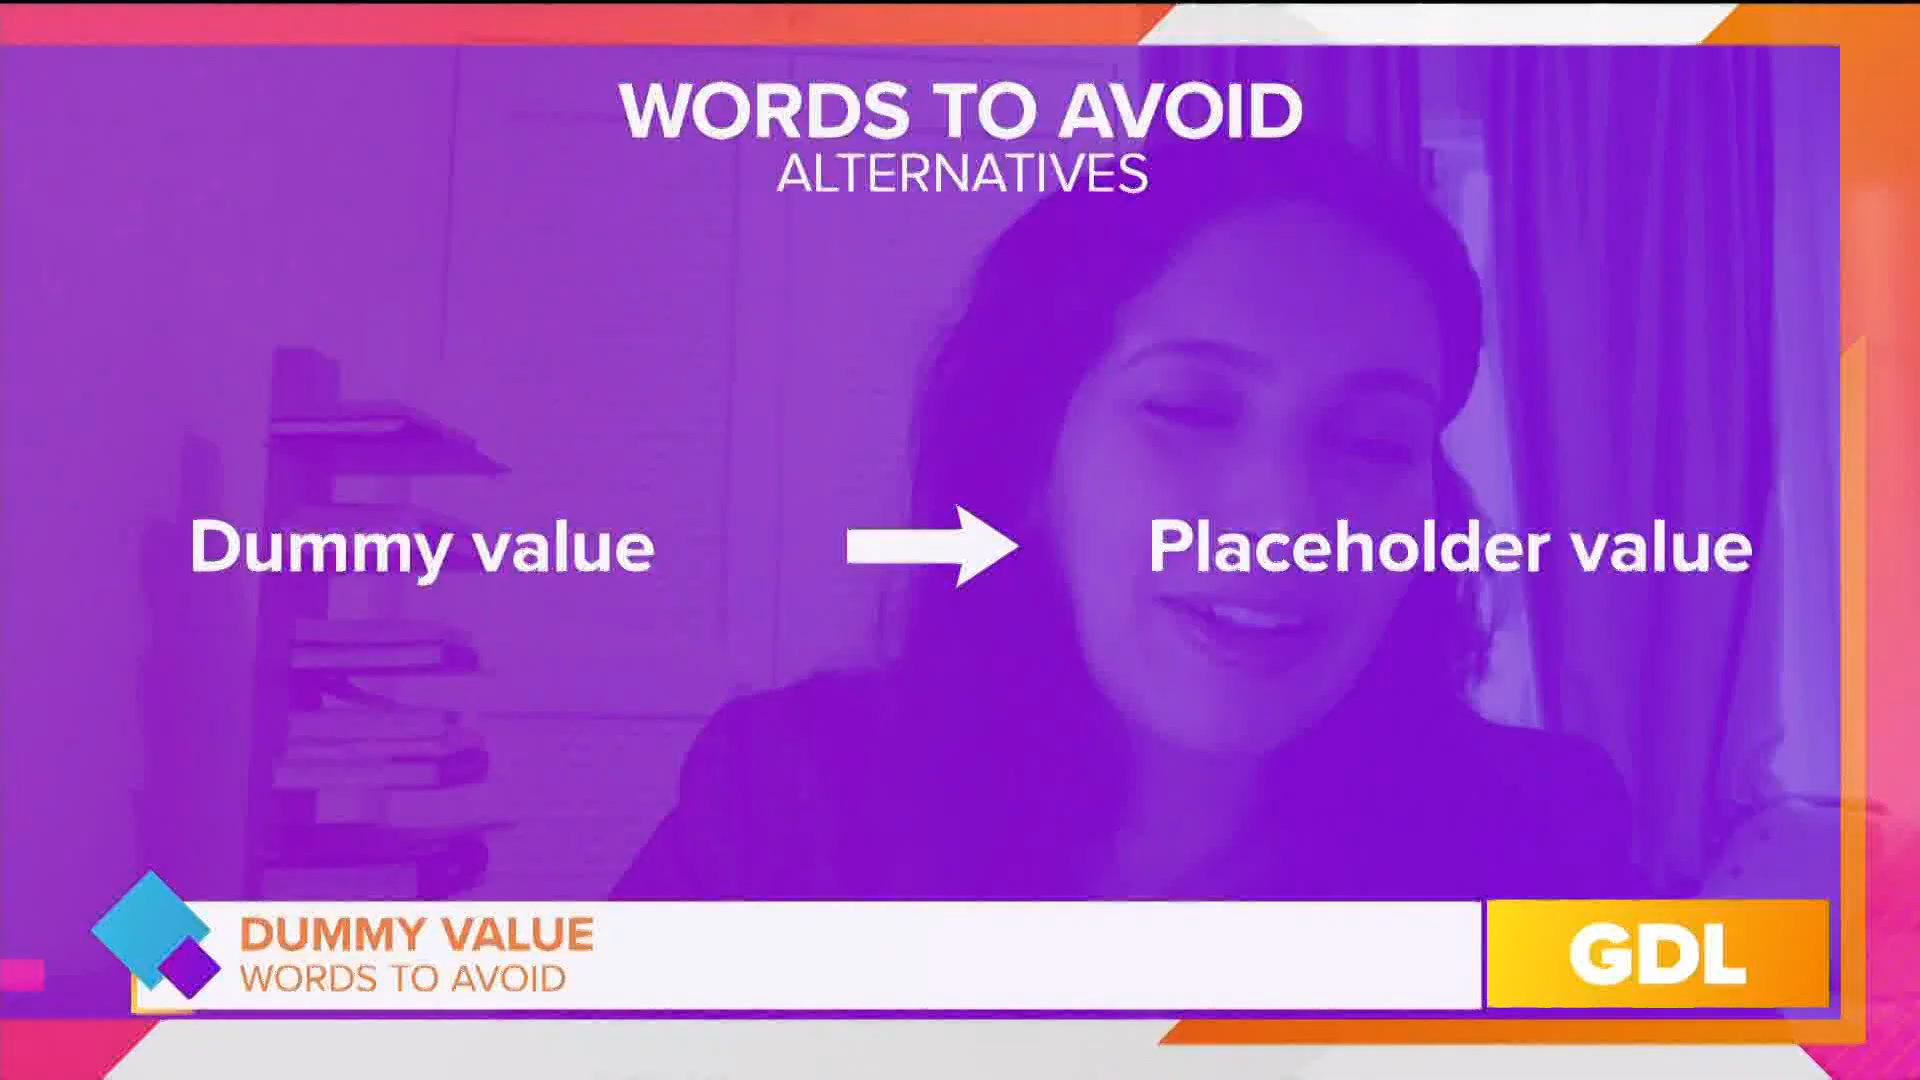 WORDS TO AVOID
ALTERNATIVES
Dummy value
Placeholder value
DUMMY VALUE
WORDS TO AVOID
GDL